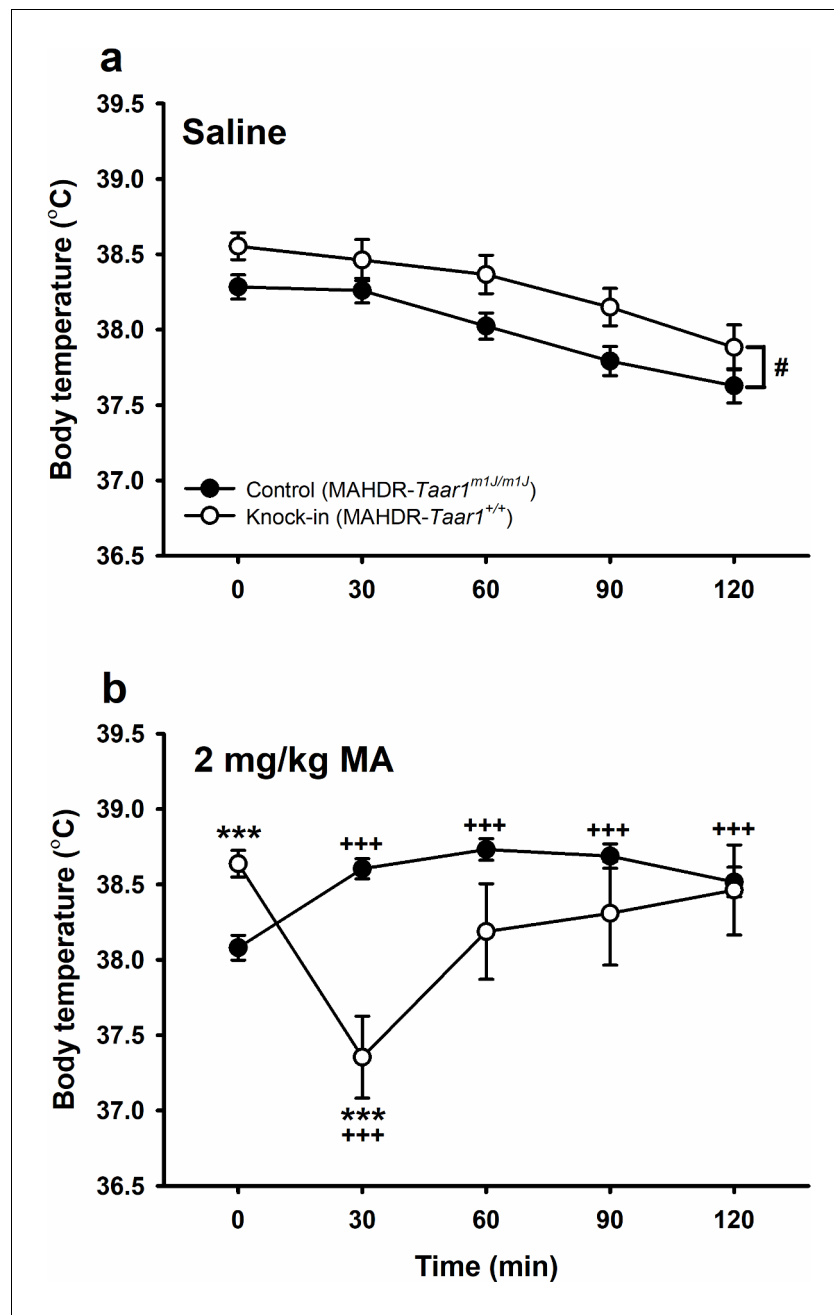 a
Saline
Body temperature (°C)
39.5
39.0
38.5
38.0
37.5
37.0
36.5
#
Control (MAHDR-Taar1m1J/m1J)
Knock-in (MAHDR-Taar1+/+)
0 30 60 90 120
b
2 mg/kg MA
Body temperature (°C)
39.5
39.0
38.5
38.0
37.5
37.0
36.5
*** +++ +++ +++ +++
***
+++
0 30 60 90 120
Time (min)